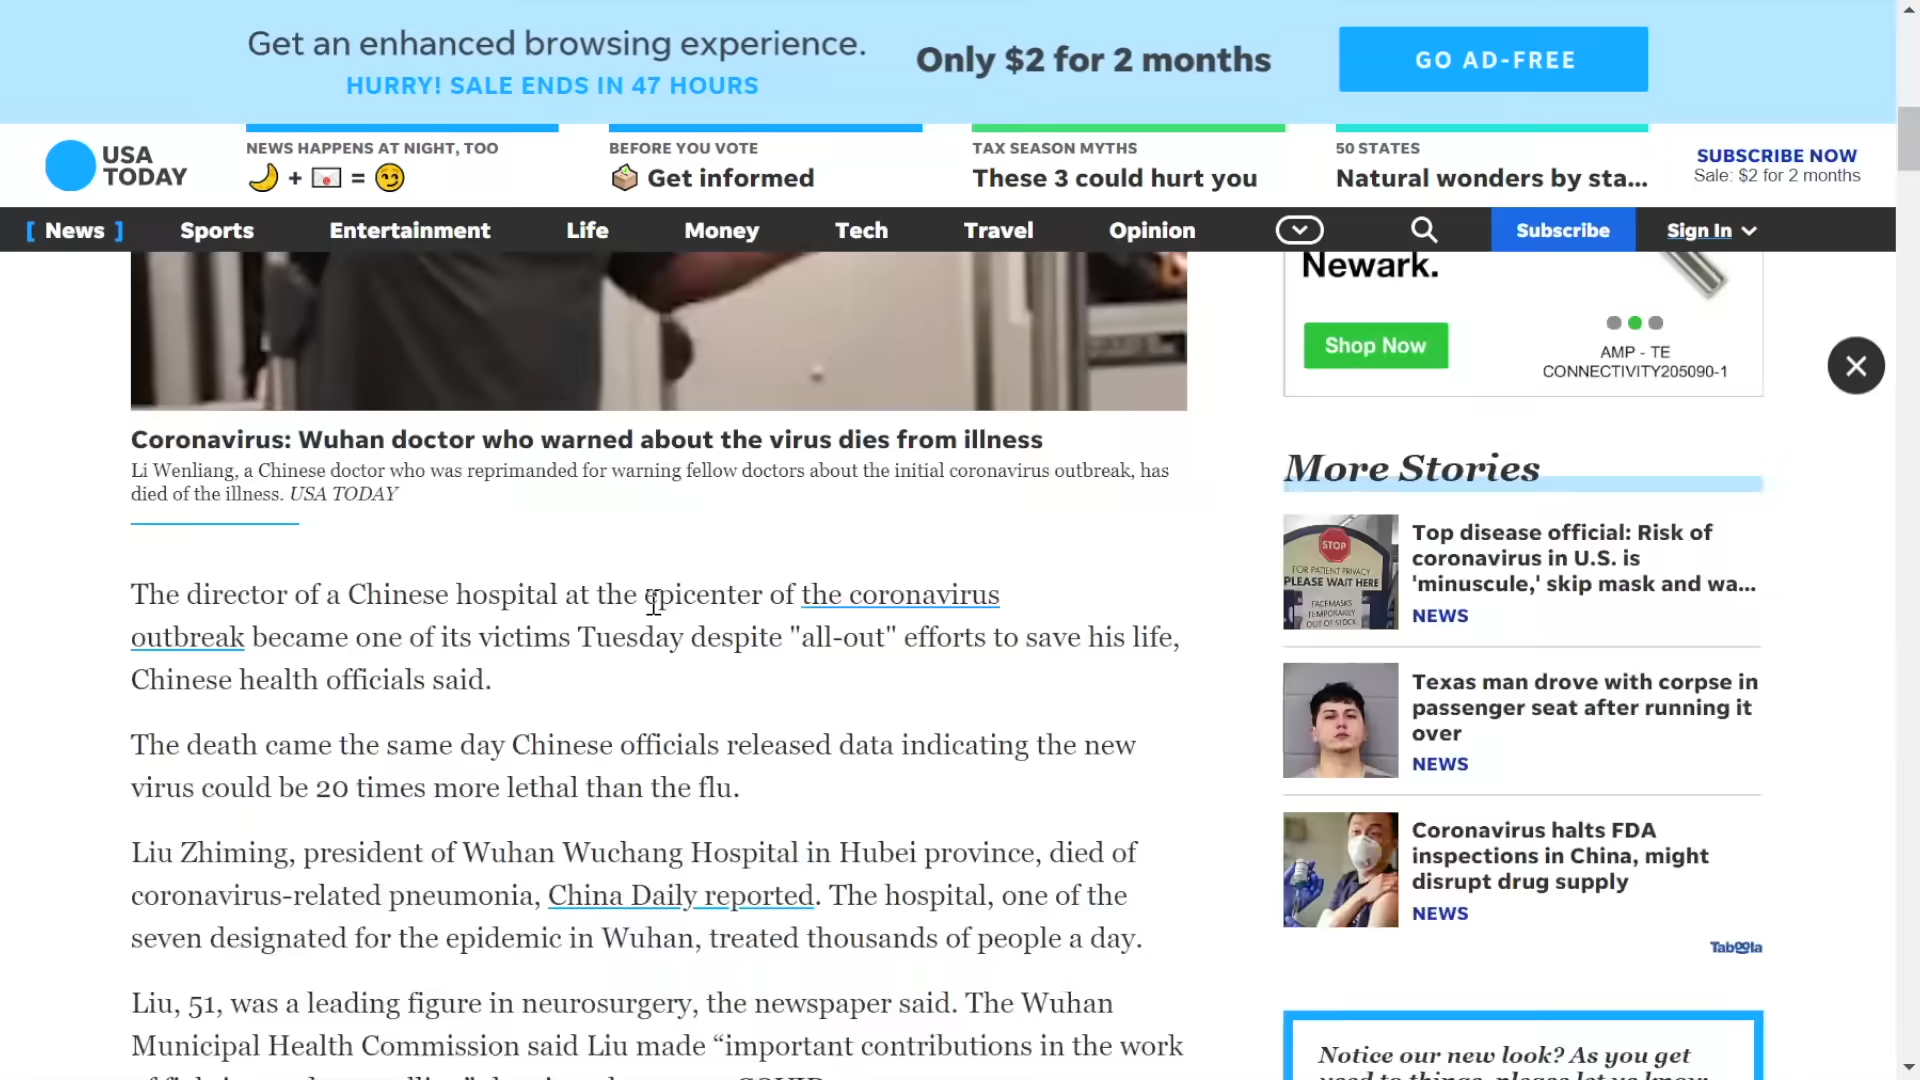 Get an enhanced browsing experience.
HURRY! SALE ENDS IN 47 HOURS
Only $2 for 2 months
GO AD-FREE
USA
TODAY
NEWS HAPPENS AT NIGHT, TOO
🌙 + 💌 = 😏
BEFORE YOU VOTE
Get informed
TAX SEASON MYTHS
These 3 could hurt you
50 STATES
Natural wonders by sta...
SUBSCRIBE NOW
Sale: $2 for 2 months
[ News ]
Sports
Entertainment
Life
Money
Tech
Travel
Opinion
Subscribe
Sign In
Coronavirus: Wuhan doctor who warned about the virus dies from illness
Li Wenliang, a Chinese doctor who was reprimanded for warning fellow doctors about the initial coronavirus outbreak, has
died of the illness. USA TODAY
The director of a Chinese hospital at the epicenter of the coronavirus
outbreak became one of its victims Tuesday despite "all-out" efforts to save his life,
Chinese health officials said.
The death came the same day Chinese officials released data indicating the new
virus could be 20 times more lethal than the flu.
Liu Zhiming, president of Wuhan Wuchang Hospital in Hubei province, died of
coronavirus-related pneumonia, China Daily reported. The hospital, one of the
seven designated for the epidemic in Wuhan, treated thousands of people a day.
Liu, 51, was a leading figure in neurosurgery, the newspaper said. The Wuhan
Municipal Health Commission said Liu made “important contributions in the work
Newark.
Shop Now
AMP - TE
CONNECTIVITY205090-1
More Stories
STOP
FOR PATIENT PRIVACY
PLEASE WAIT HERE
FACEMASKS
TEMPORARILY
OUT OF STOCK
Top disease official: Risk of
coronavirus in U.S. is
'minuscule,' skip mask and wa...
NEWS
Texas man drove with corpse in
passenger seat after running it
over
NEWS
Coronavirus halts FDA
inspections in China, might
disrupt drug supply
NEWS
Taboola
Notice our new look? As you get